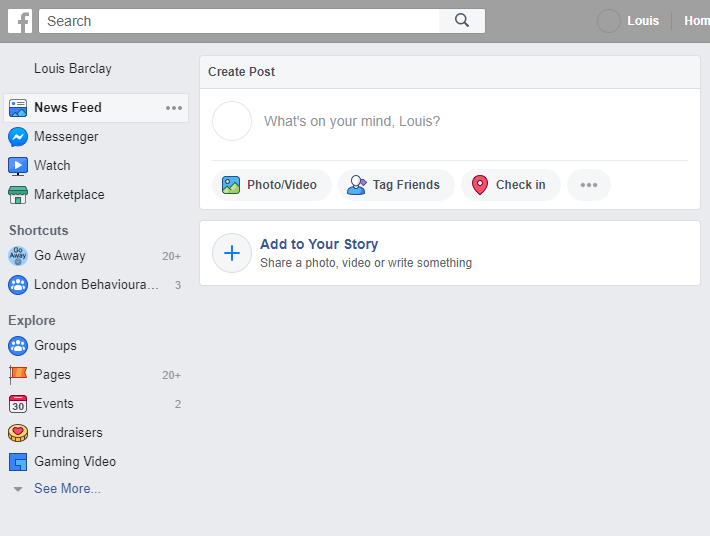 Search
Louis
Hom
Louis Barclay
News Feed
Messenger
Watch
Marketplace
Shortcuts
Go Away 20+
London Behavioura... 3
Explore
Groups
Pages 20+
30 Events 2
Fundraisers
Gaming Video
See More...
Create Post
What's on your mind, Louis?
Photo/Video
Tag Friends
Check in
Add to Your Story
Share a photo, video or write something